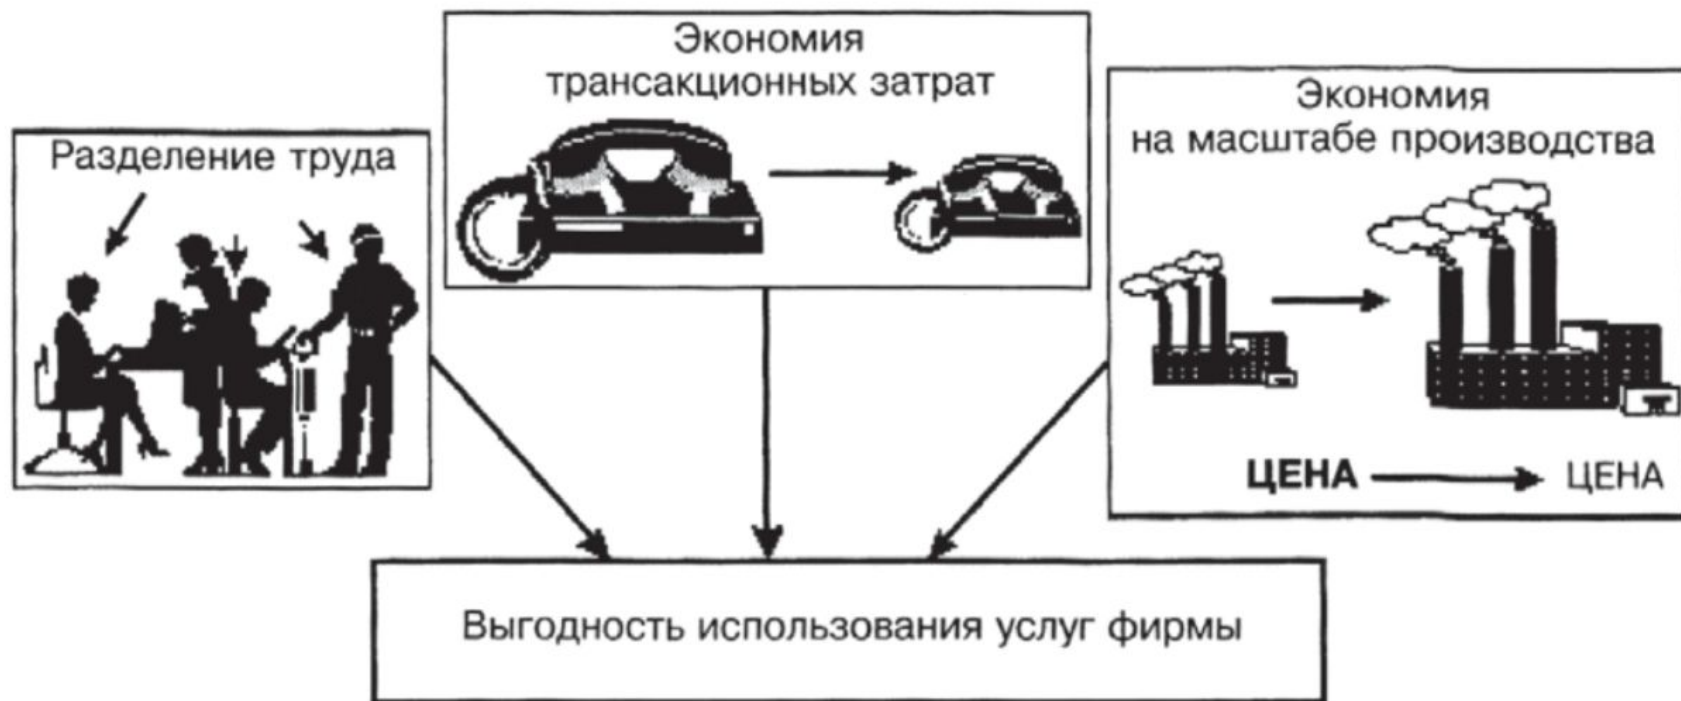 Разделение труда
Экономия
трансакционных затрат
Экономия
на масштабе производства
ЦЕНА ЦЕНА
Выгодность использования услуг фирмы